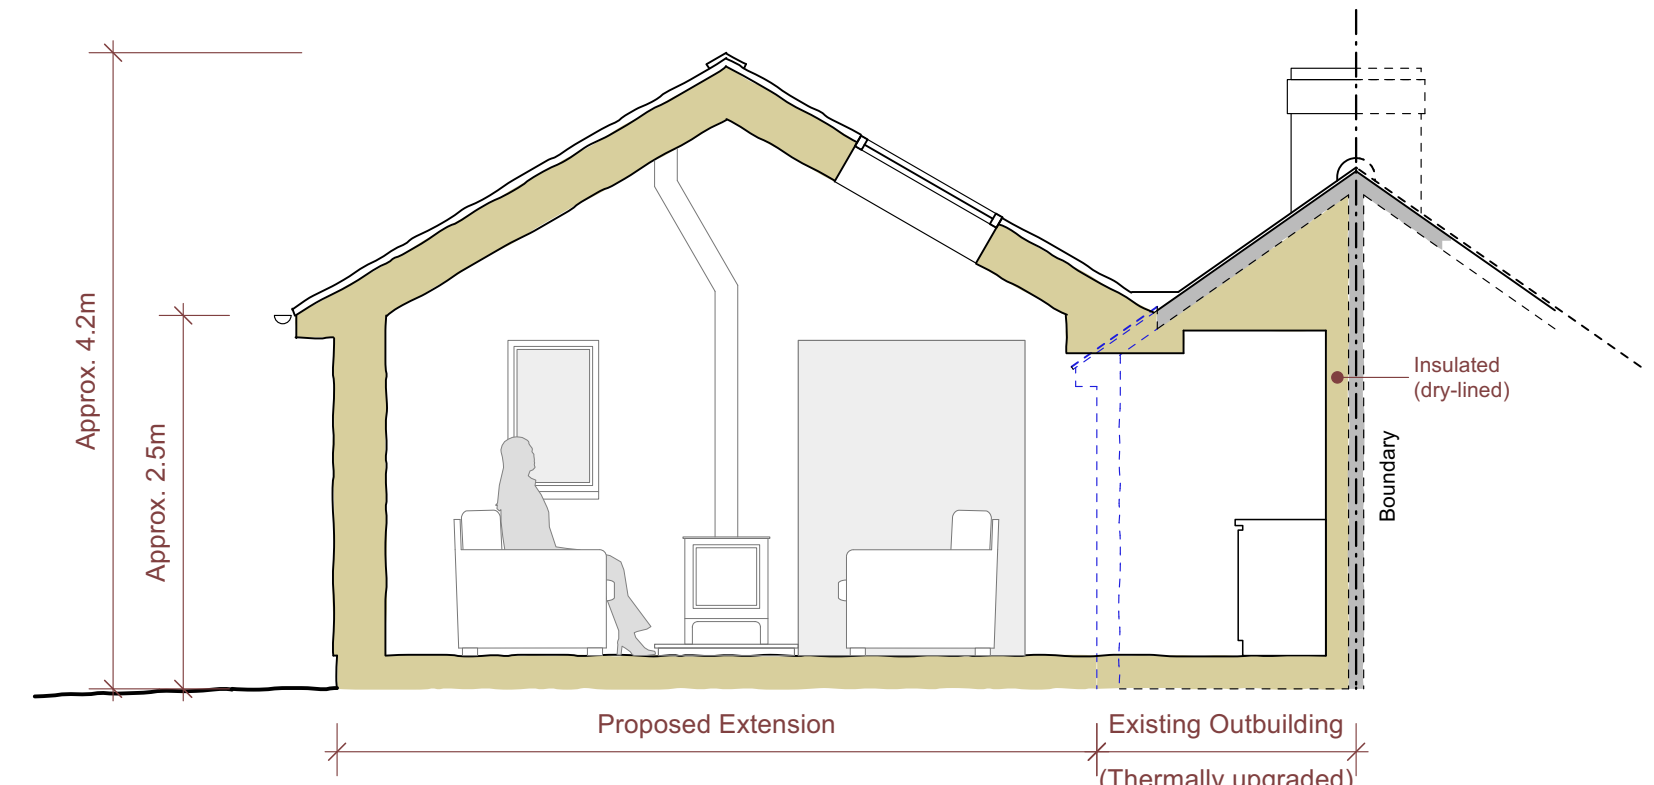 Approx. 4.2m
Approx. 2.5m
Insulated
(dry-lined)
Boundary
Proposed Extension
Existing Outbuilding
(Thermally upgraded)